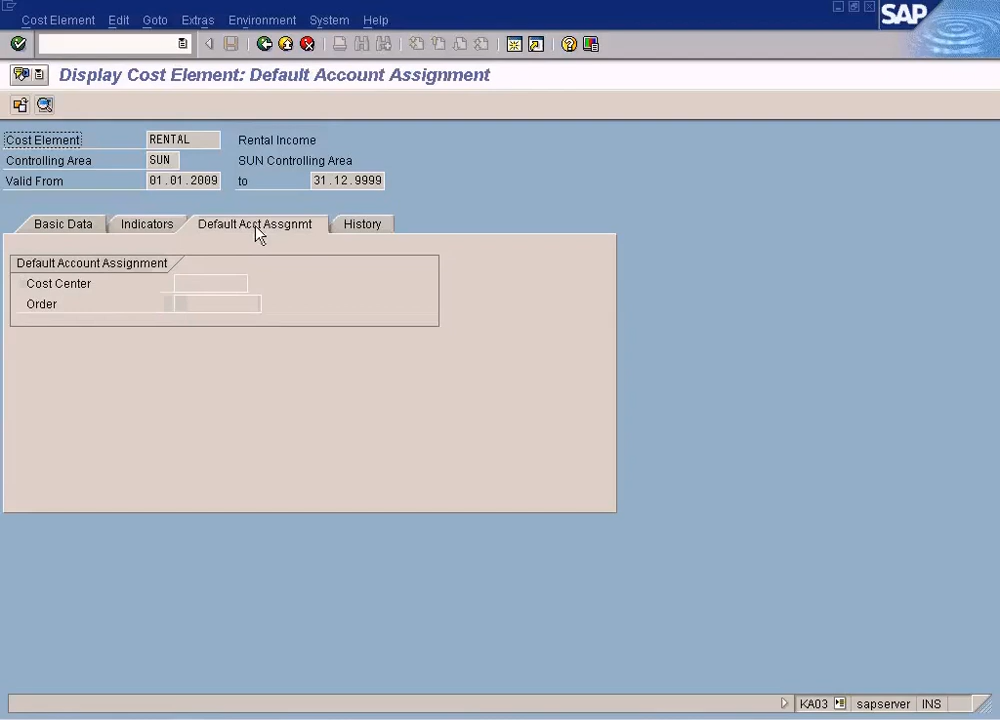 Cost Element Edit Goto Extras Environment System Help
SAP
Display Cost Element: Default Account Assignment
Cost Element RENTAL Rental Income
Controlling Area SUN SUN Controlling Area
Valid From 01.01.2009 to 31.12.9999
Basic Data Indicators Default Acct Assgnmt History
Default Account Assignment
Cost Center
Order
KA03 sapserver INS